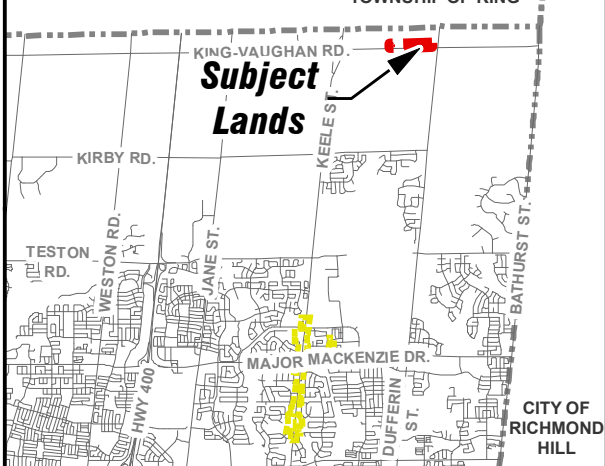 TOWNSHIP OF KING
KING-VAUGHAN RD.
Subject
Lands
KEELE ST.
KIRBY RD.
TESTON
RD.
WESTON RD.
JANE ST.
BATHURST ST.
MAJOR MACKENZIE DR.
HWY 400
DUFFERIN
ST.
CITY OF
RICHMOND
HILL